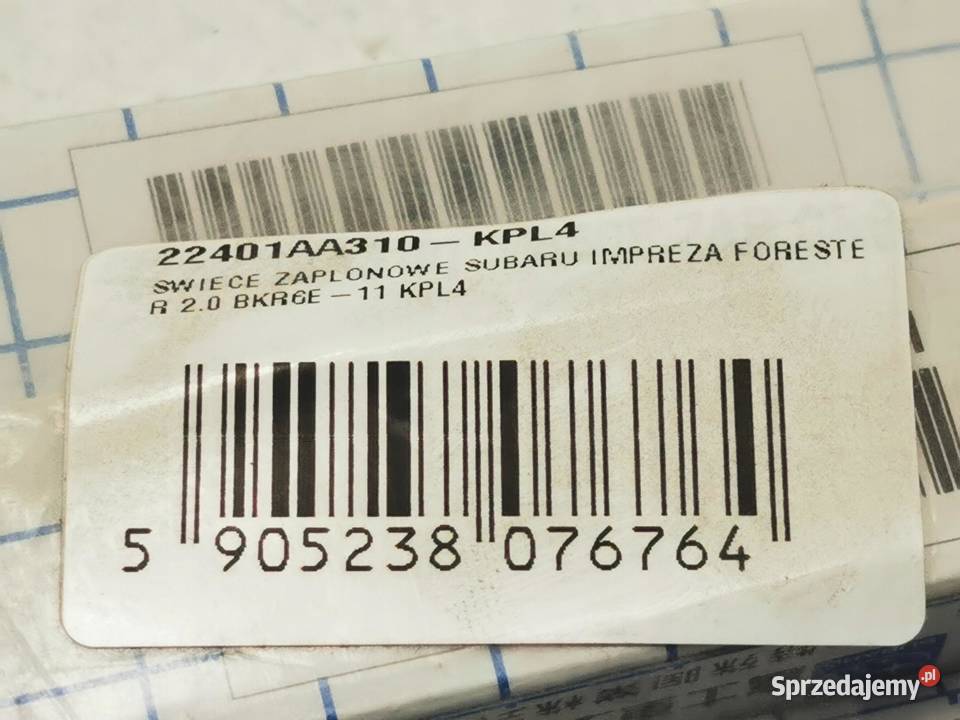 22401AA310 – KPL4
SWIECE ZAPLONOWE SUBARU IMPREZA FORESTE
R 2.0 BKR6E – 11 KPL4
5 905238 076764
Sprzedajemy.pl